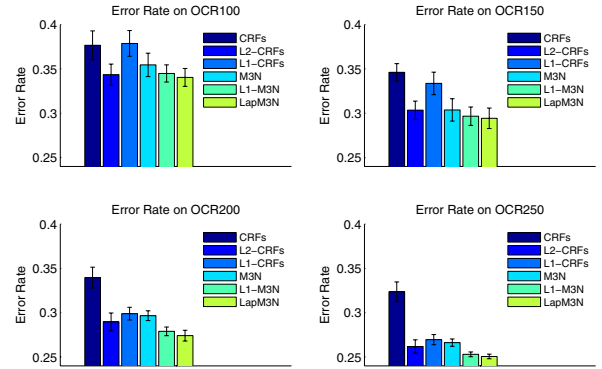 Error Rate on OCR100
0.4
0.35
0.3
0.25
Error Rate
CRFs
L2−CRFs
L1−CRFs
M3N
L1−M3N
LapM3N
Error Rate on OCR150
0.4
0.35
0.3
0.25
Error Rate
CRFs
L2−CRFs
L1−CRFs
M3N
L1−M3N
LapM3N
Error Rate on OCR200
0.4
0.35
0.3
0.25
Error Rate
CRFs
L2−CRFs
L1−CRFs
M3N
L1−M3N
LapM3N
Error Rate on OCR250
0.4
0.35
0.3
0.25
Error Rate
CRFs
L2−CRFs
L1−CRFs
M3N
L1−M3N
LapM3N